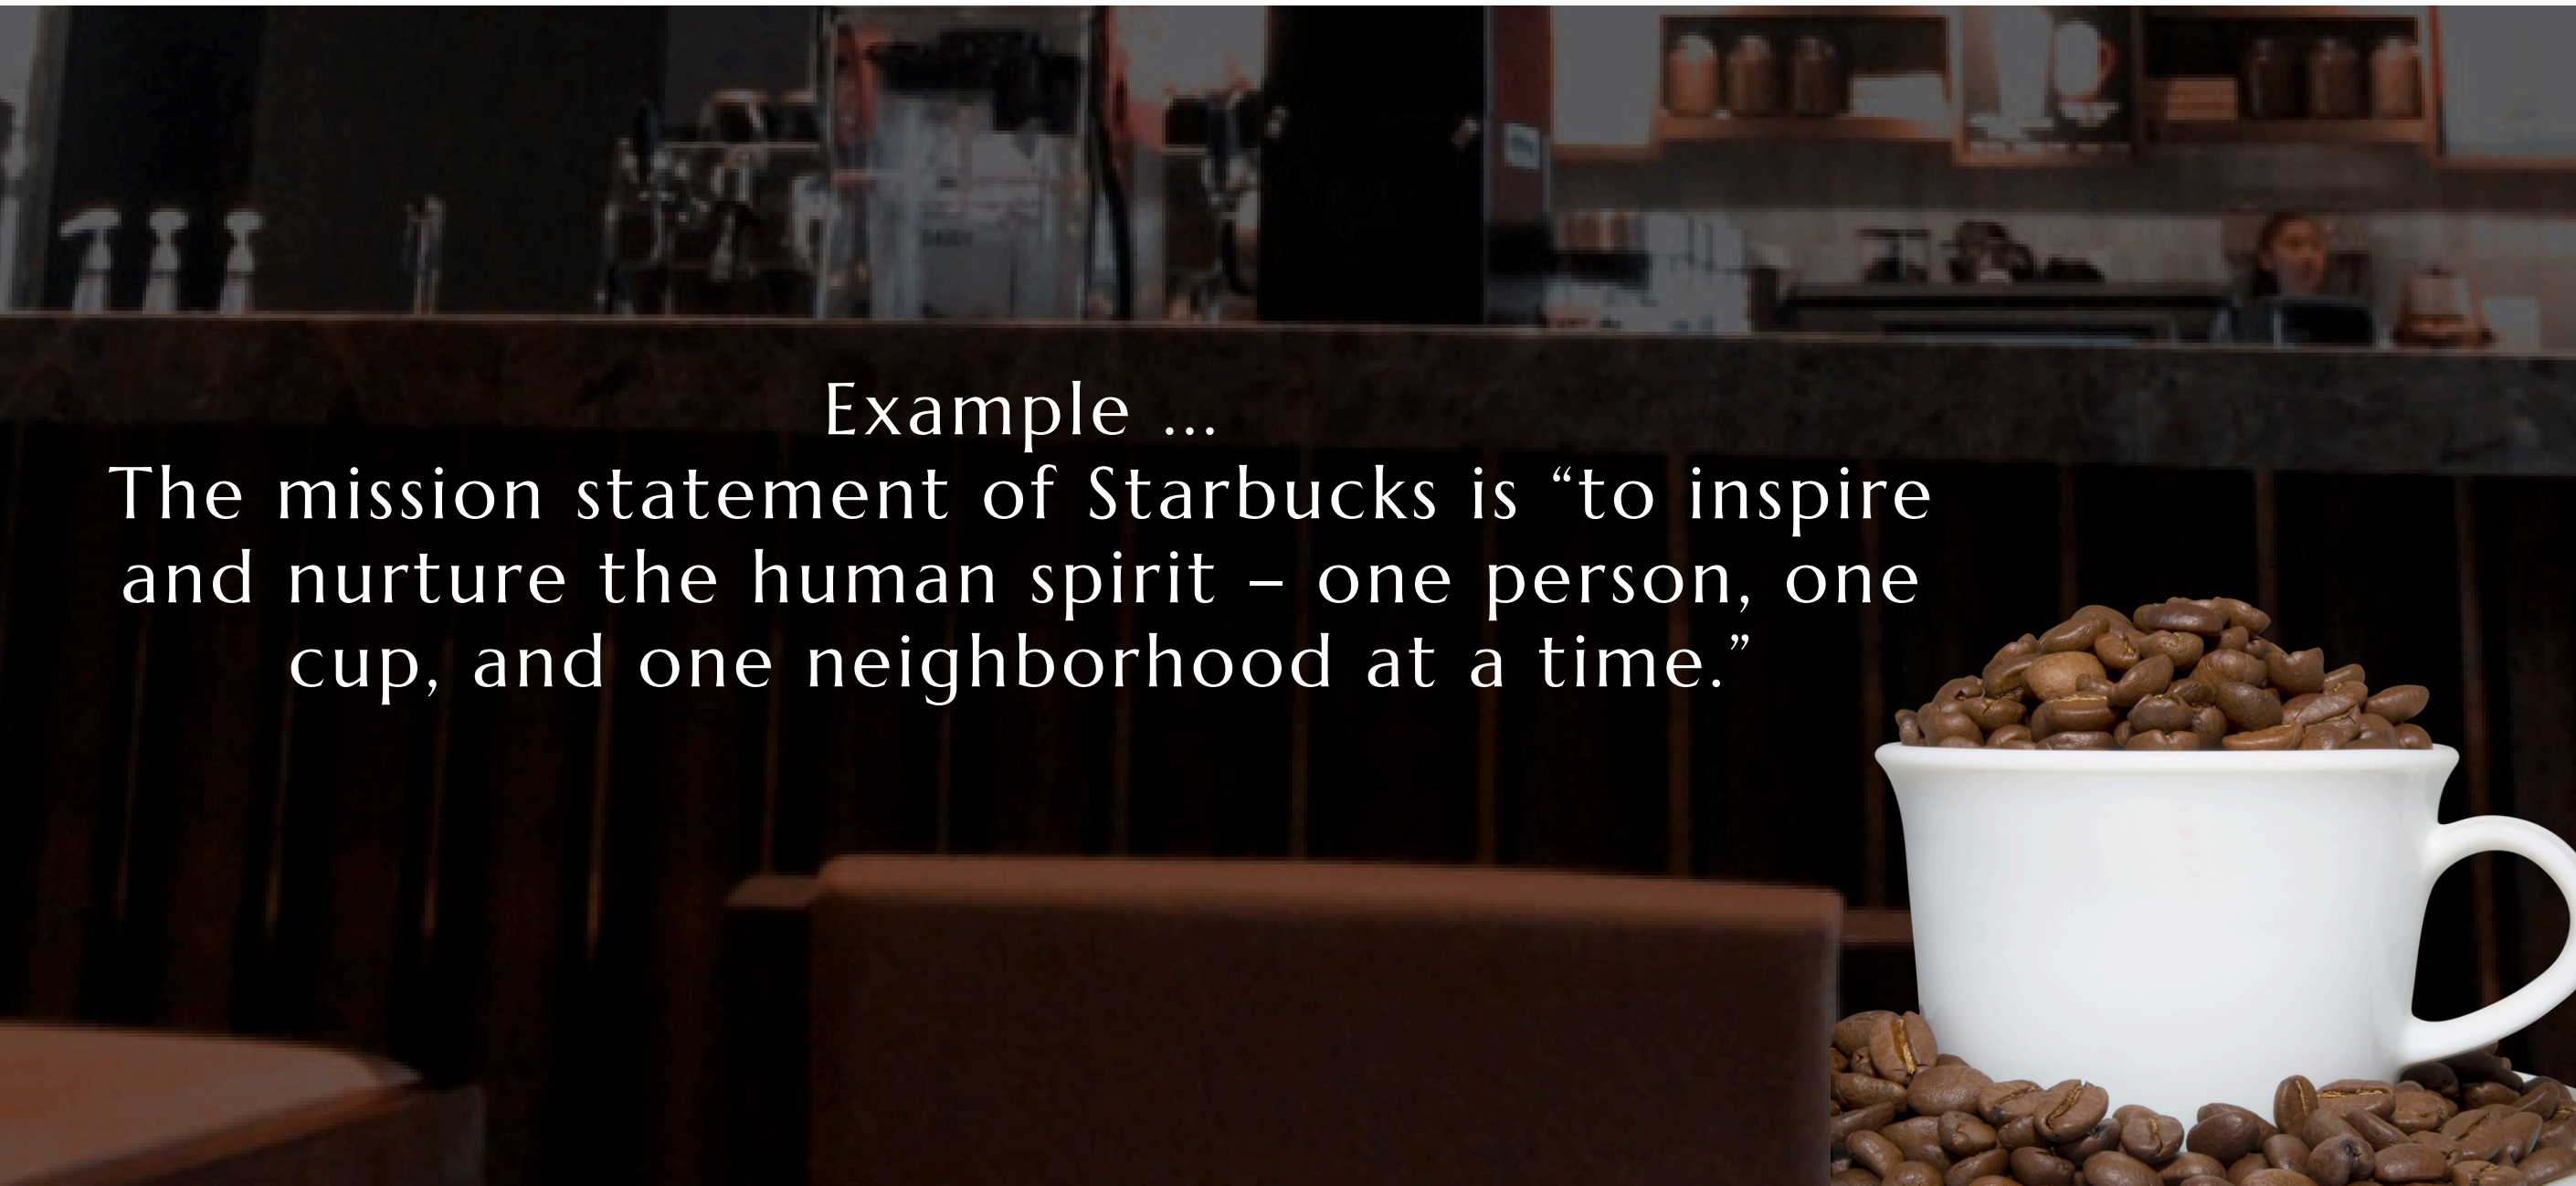 Example ...
The mission statement of Starbucks is “to inspire
and nurture the human spirit – one person, one
cup, and one neighborhood at a time.”